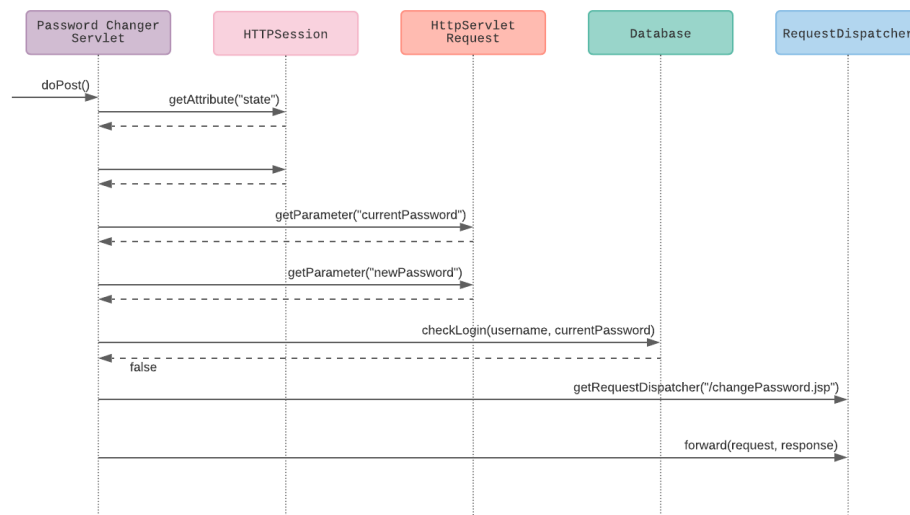 Password Changer
Servlet
HTTPSession
HttpServlet
Request
Database
RequestDispatcher
doPost()
getAttribute("state")
getParameter("currentPassword")
getParameter("newPassword")
checkLogin(username, currentPassword)
false
getRequestDispatcher("/changePassword.jsp")
forward(request, response)